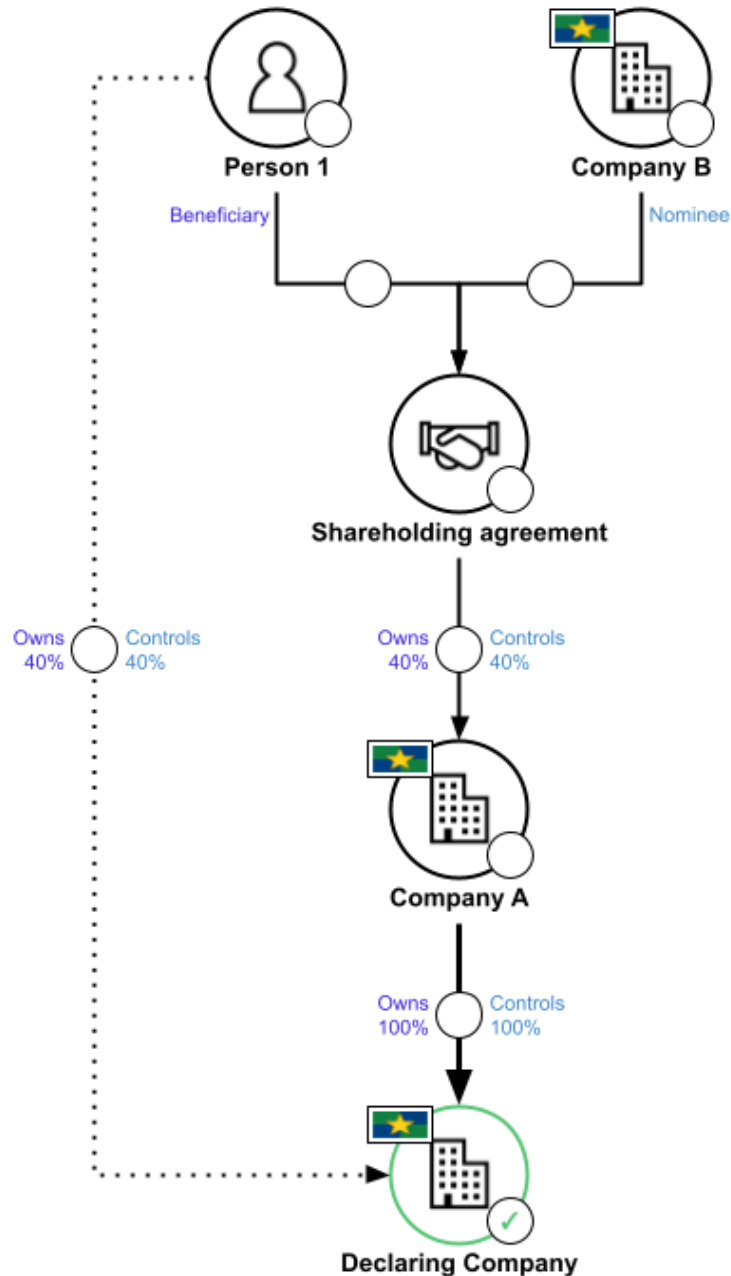 Person 1
Company B
Beneficiary
Nominee
Shareholding agreement
Owns
40%
Controls
40%
Owns
40%
Controls
40%
Company A
Owns
100%
Controls
100%
Declaring Company